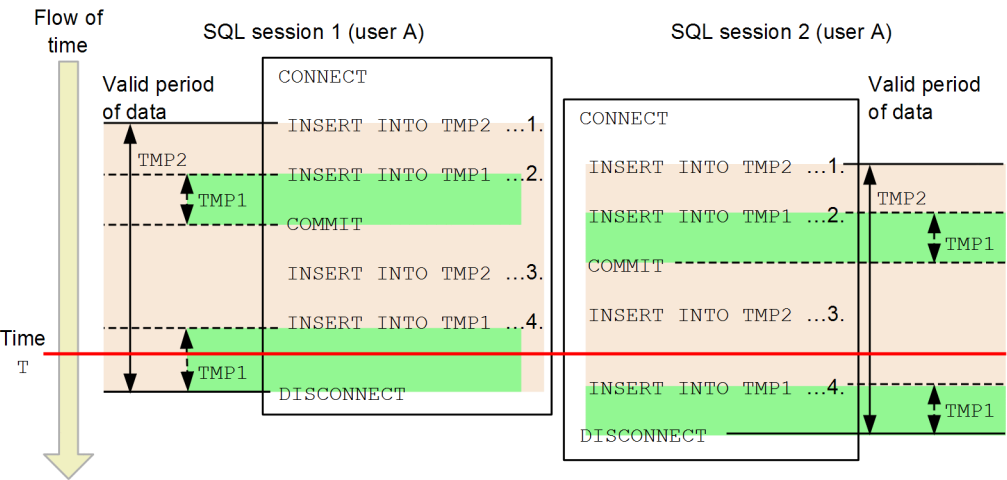 Flow of
time
SQL session 1 (user A)
SQL session 2 (user A)
Valid period
of data
CONNECT
INSERT INTO TMP2 ...1.
TMP2
INSERT INTO TMP1 ...2.
TMP1
COMMIT
INSERT INTO TMP2 ...3.
INSERT INTO TMP1 ...4.
TMP1
DISCONNECT
Time
T
Valid period
of data
CONNECT
INSERT INTO TMP2 ...1.
TMP2
INSERT INTO TMP1 ...2.
TMP1
COMMIT
INSERT INTO TMP2 ...3.
INSERT INTO TMP1 ...4.
TMP1
DISCONNECT